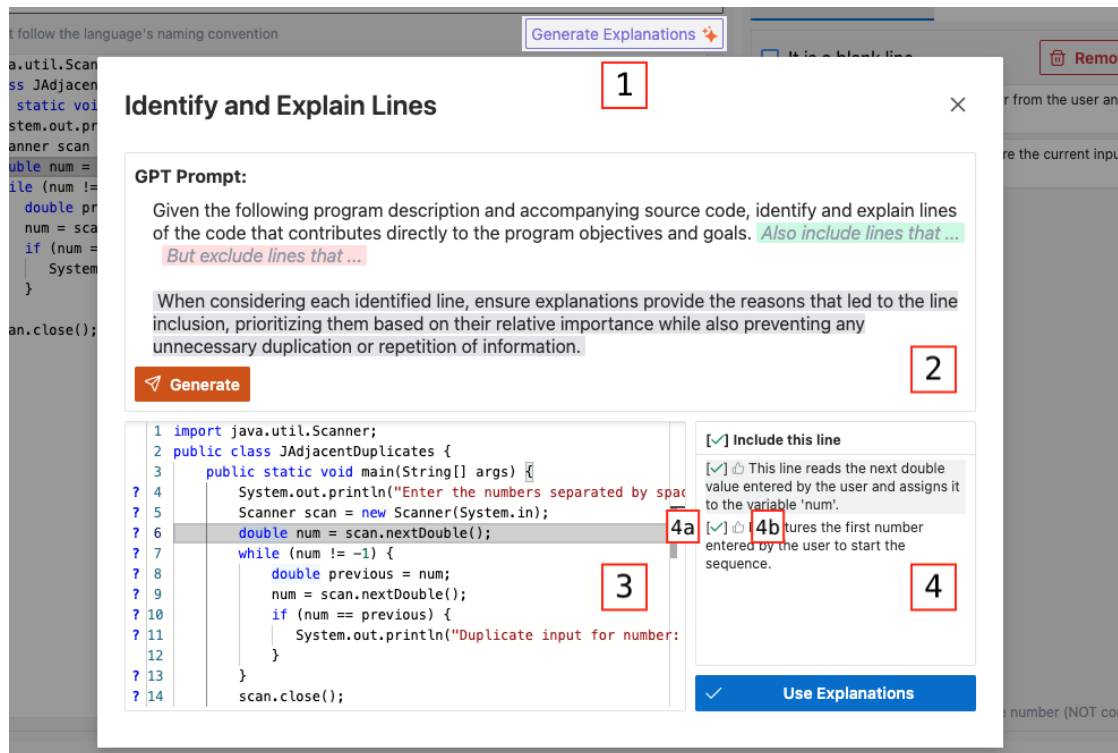 t follow the language's naming convention
Generate Explanations
1
It is a blank line
Remo
a.util.Scan
ss JAdjacen
static voi
stem.out.pr
anner scan
uble num =
ile (num !=
double pr
num = sca
if (num =
System
}
an.close();
r from the user an
re the current inpu
number (NOT co
Identify and Explain Lines
GPT Prompt:
Given the following program description and accompanying source code, identify and explain lines
of the code that contributes directly to the program objectives and goals. Also include lines that ...
But exclude lines that ...
When considering each identified line, ensure explanations provide the reasons that led to the line
inclusion, prioritizing them based on their relative importance while also preventing any
unnecessary duplication or repetition of information.
2
Generate
1 import java.util.Scanner;
2 public class JAdjacentDuplicates {
3 public static void main(String[] args) {
? 4 System.out.println("Enter the numbers separated by spac
? 5 Scanner scan = new Scanner(System.in);
? 6 double num = scan.nextDouble();
? 7 while (num != -1) {
? 8 double previous = num;
? 9 num = scan.nextDouble();
? 10 if (num == previous) {
? 11 System.out.println("Duplicate input for number:
12 }
? 13 }
? 14 scan.close();
3
[✓] Include this line
[✓] This line reads the next double
value entered by the user and assigns it
to the variable 'num'.
4a
[✓] 4b tures the first number
entered by the user to start the
sequence.
4
Use Explanations